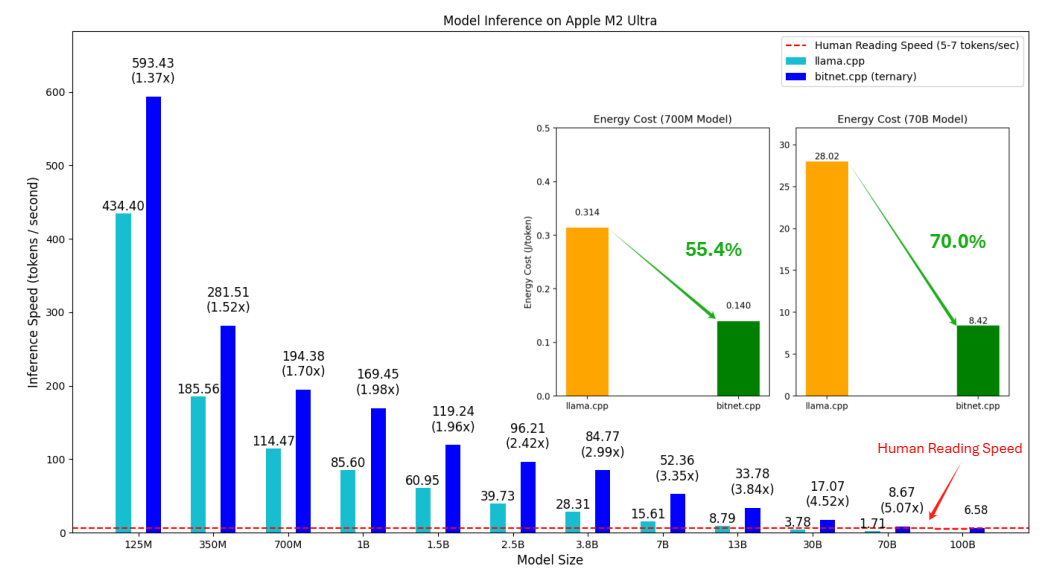 Model Inference on Apple M2 Ultra
Human Reading Speed (5-7 tokens/sec)
llama.cpp
bitnet.cpp (ternary)
Inference Speed (tokens / second)
600
500
400
300
200
100
0
434.40
593.43
(1.37x)
185.56
281.51
(1.52x)
114.47
194.38
(1.70x)
85.60
169.45
(1.98x)
60.95
119.24
(1.96x)
39.73
96.21
(2.42x)
28.31
84.77
(2.99x)
15.61
52.36
(3.35x)
8.79
33.78
(3.84x)
3.78
17.07
(4.52x)
1.71
8.67
(5.07x)
6.58
Human Reading Speed
125M
350M
700M
1B
1.5B
2.5B
3.8B
7B
13B
30B
70B
100B
Model Size
Energy Cost (700M Model)
Energy Cost (J/token)
0.5
0.4
0.3
0.2
0.1
0.0
0.314
55.4%
0.140
llama.cpp
bitnet.cpp
Energy Cost (70B Model)
30
25
20
15
10
5
0
28.02
70.0%
8.42
llama.cpp
bitnet.cpp